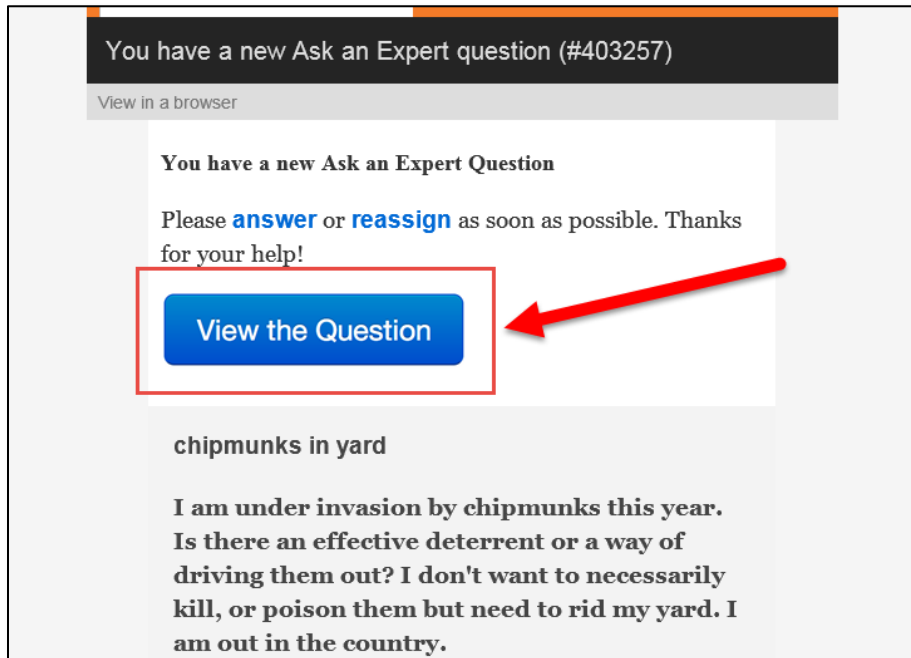 You have a new Ask an Expert question (#403257)
View in a browser
You have a new Ask an Expert Question
Please answer or reassign as soon as possible. Thanks
for your help!
View the Question
chipmunks in yard
I am under invasion by chipmunks this year.
Is there an effective deterrent or a way of
driving them out? I don't want to necessarily
kill, or poison them but need to rid my yard. I
am out in the country.